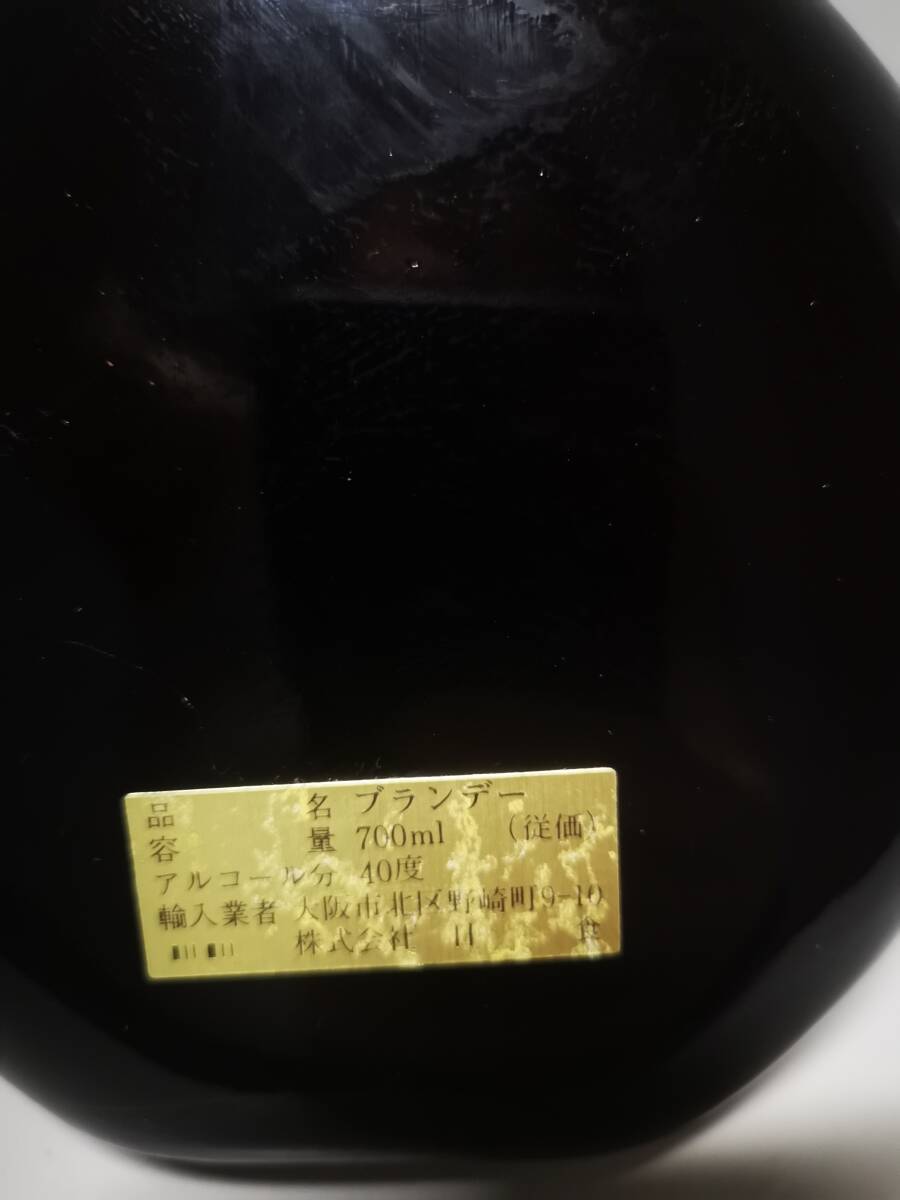 品名 ブランデー
容量 700ml (従価)
アルコール分 40度
輸入業者 大阪市北区野崎町9-10
株式会社 食